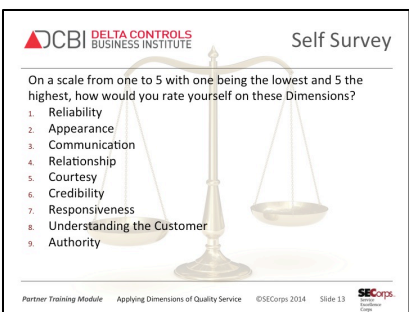 DCBI DELTA CONTROLS
BUSINESS INSTITUTE
Self Survey
On a scale from one to 5 with one being the lowest and 5 the
highest, how would you rate yourself on these Dimensions?
1. Reliability
2. Appearance
3. Communication
4. Relationship
5. Courtesy
6. Credibility
7. Responsiveness
8. Understanding the Customer
9. Authority
Partner Training Module Applying Dimensions of Quality Service ©SECorps 2014 Slide 13
SECorps.
Service
Excellence
Corps